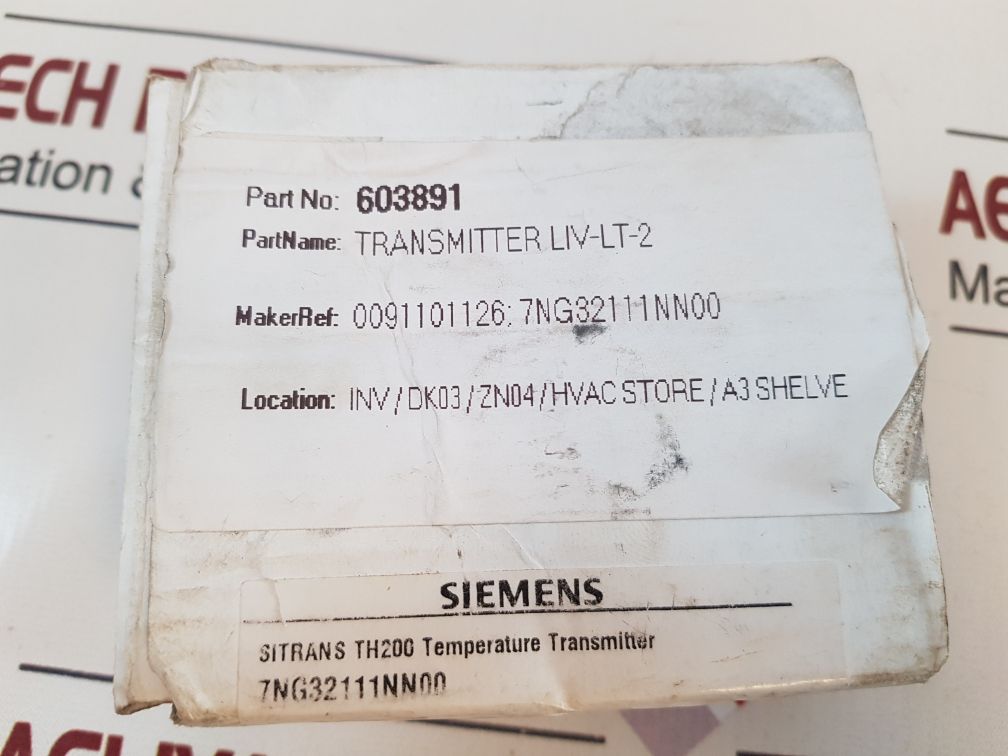 ECH
ation &
Part No: 603891
PartName: TRANSMITTER LIV-LT-2
MakerRef: 0091101126; 7NG32111NN00
Location: INV/DK03/ZN04/HVAC STORE/A3 SHELVE
SIEMENS
SITRANS TH200 Temperature Transmitter
7NG32111NN00
Ma